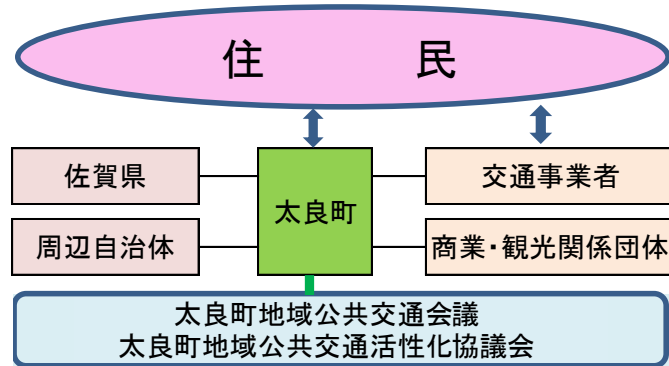 住　民
佐賀県
太良町
交通事業者
周辺自治体
商業・観光関係団体
太良町地域公共交通会議
太良町地域公共交通活性化協議会